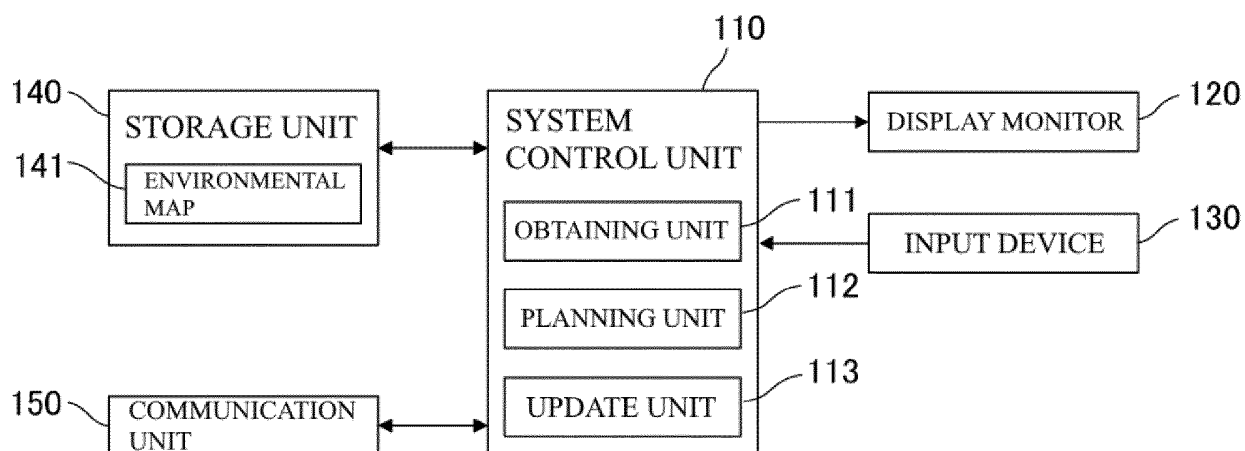 110
140
STORAGE UNIT
141
ENVIRONMENTAL
MAP
SYSTEM
CONTROL UNIT
OBTAINING UNIT
111
PLANNING UNIT
112
UPDATE UNIT
113
DISPLAY MONITOR
120
INPUT DEVICE
130
150
COMMUNICATION
UNIT